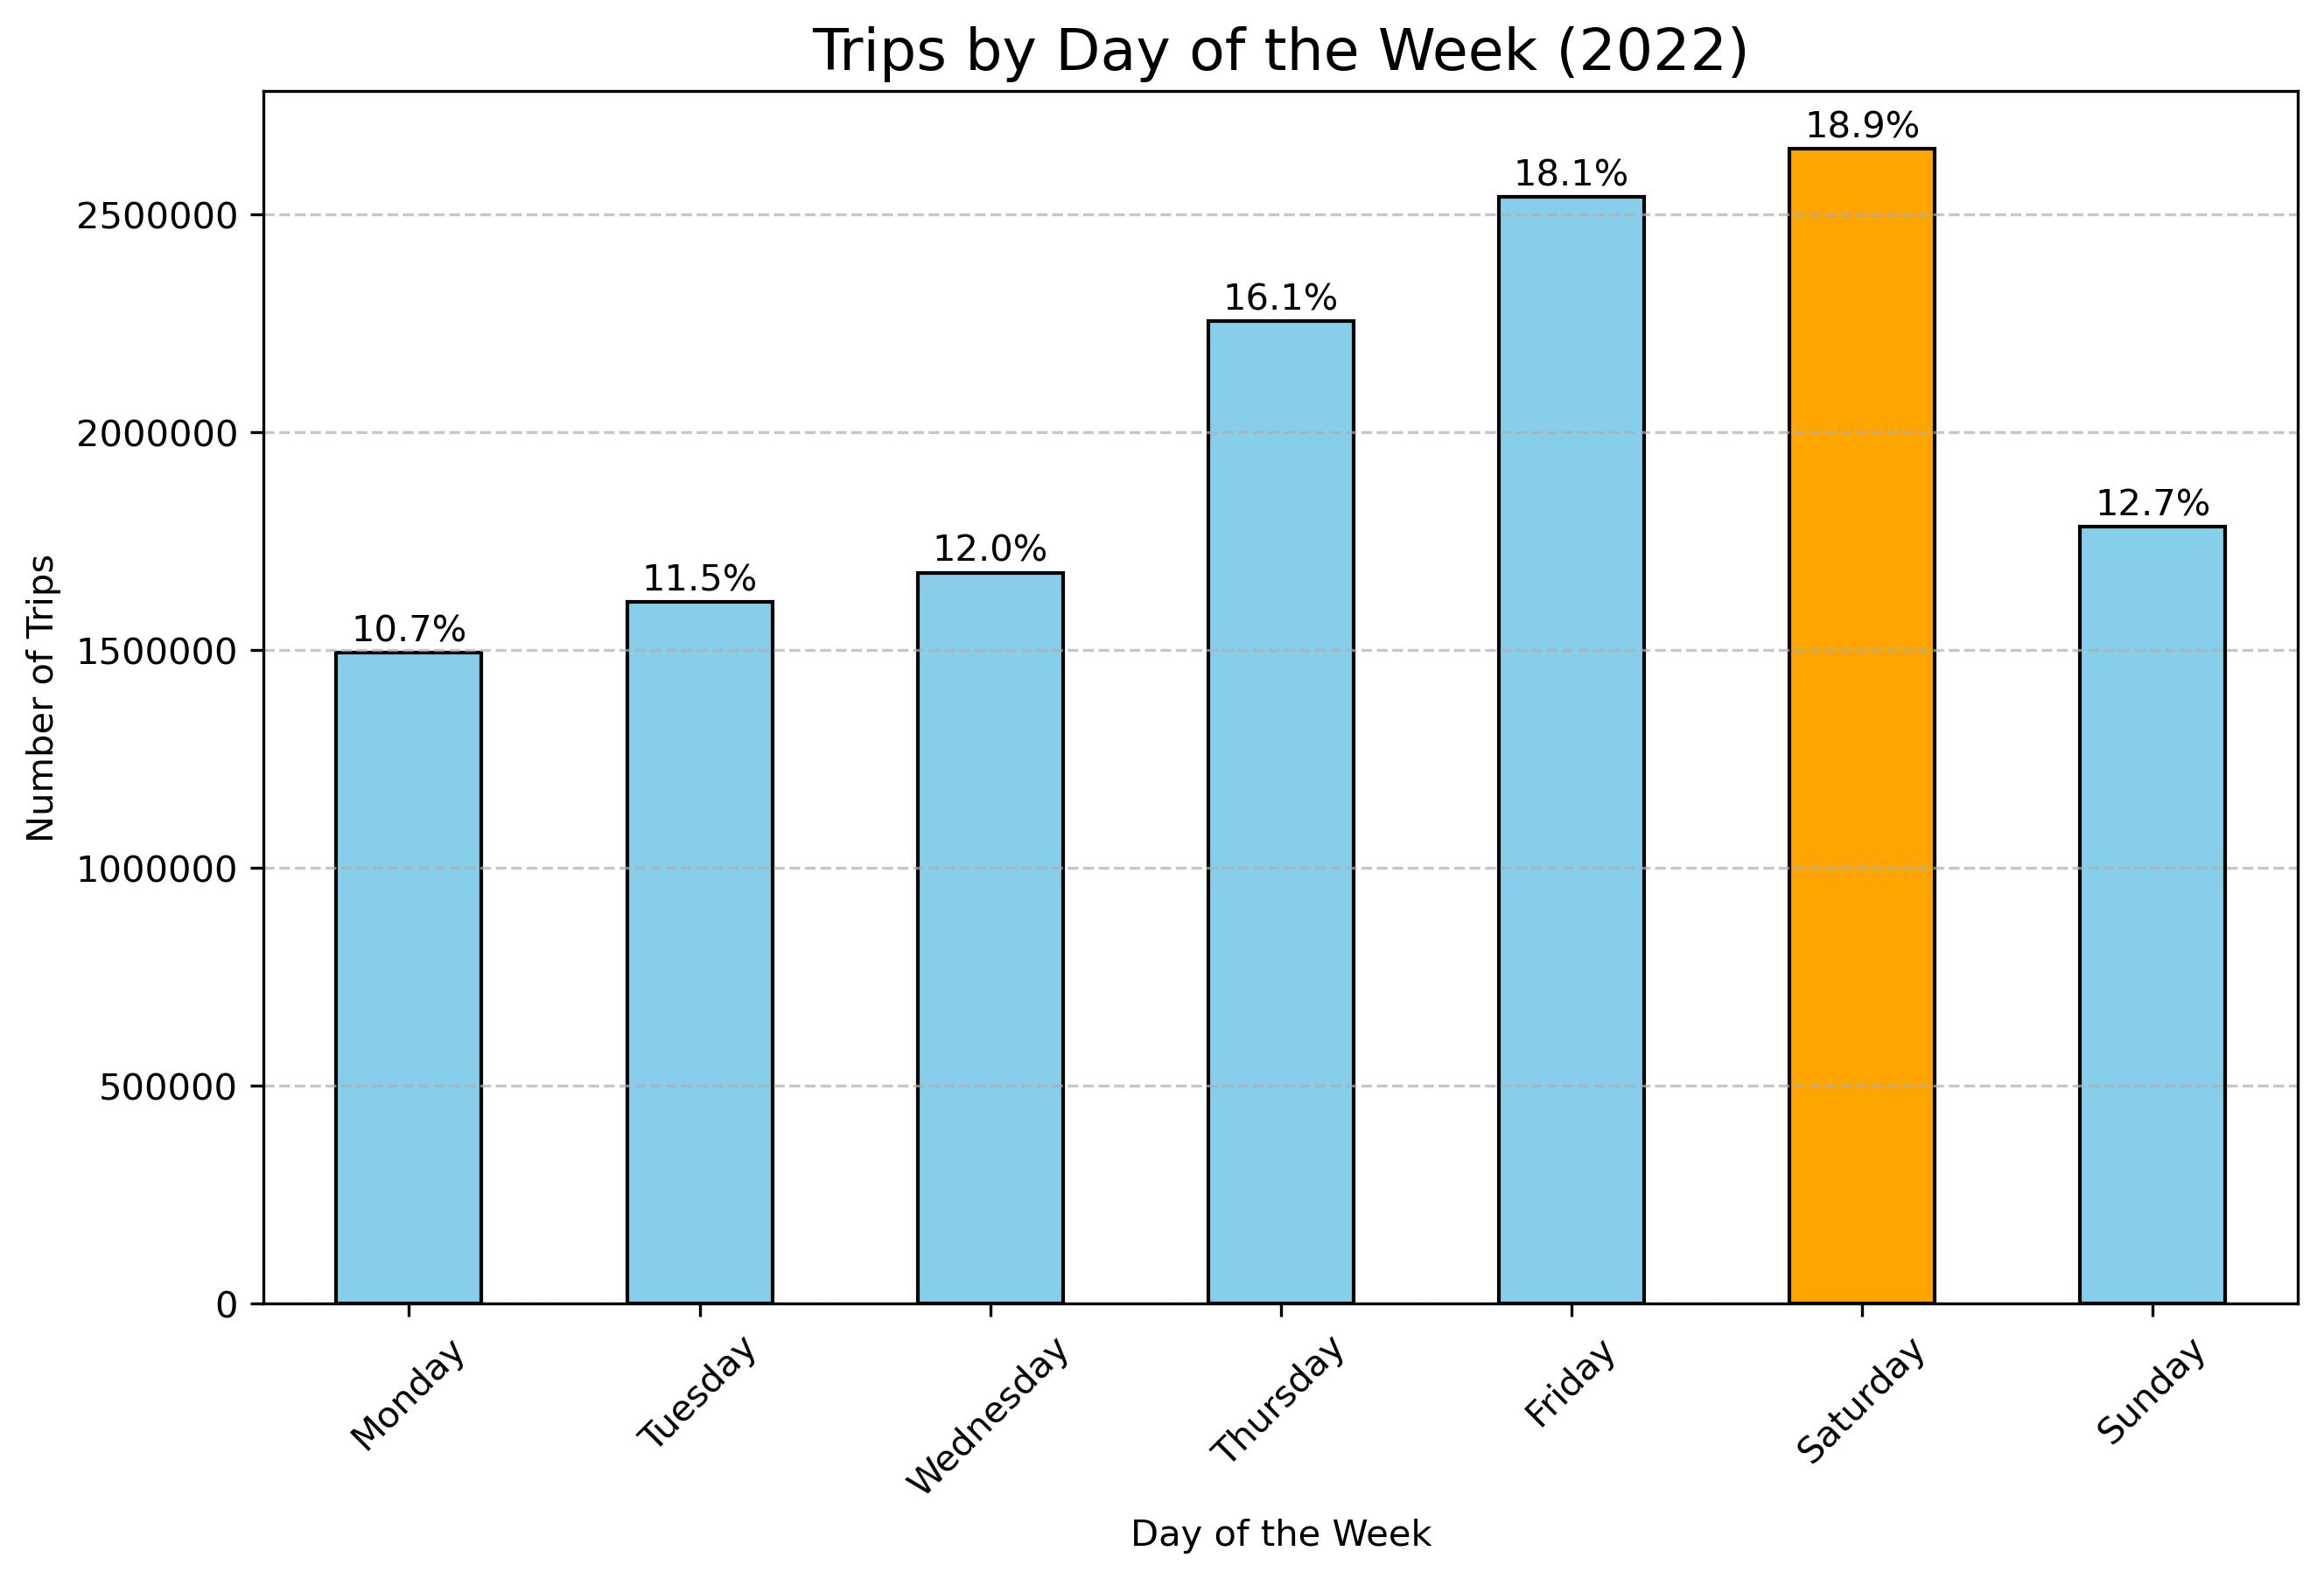 Trips by Day of the Week (2022)
Number of Trips
2500000
2000000
1500000
1000000
500000
0
10.7%
11.5%
12.0%
16.1%
18.1%
18.9%
12.7%
Monday
Tuesday
Wednesday
Thursday
Friday
Saturday
Sunday
Day of the Week